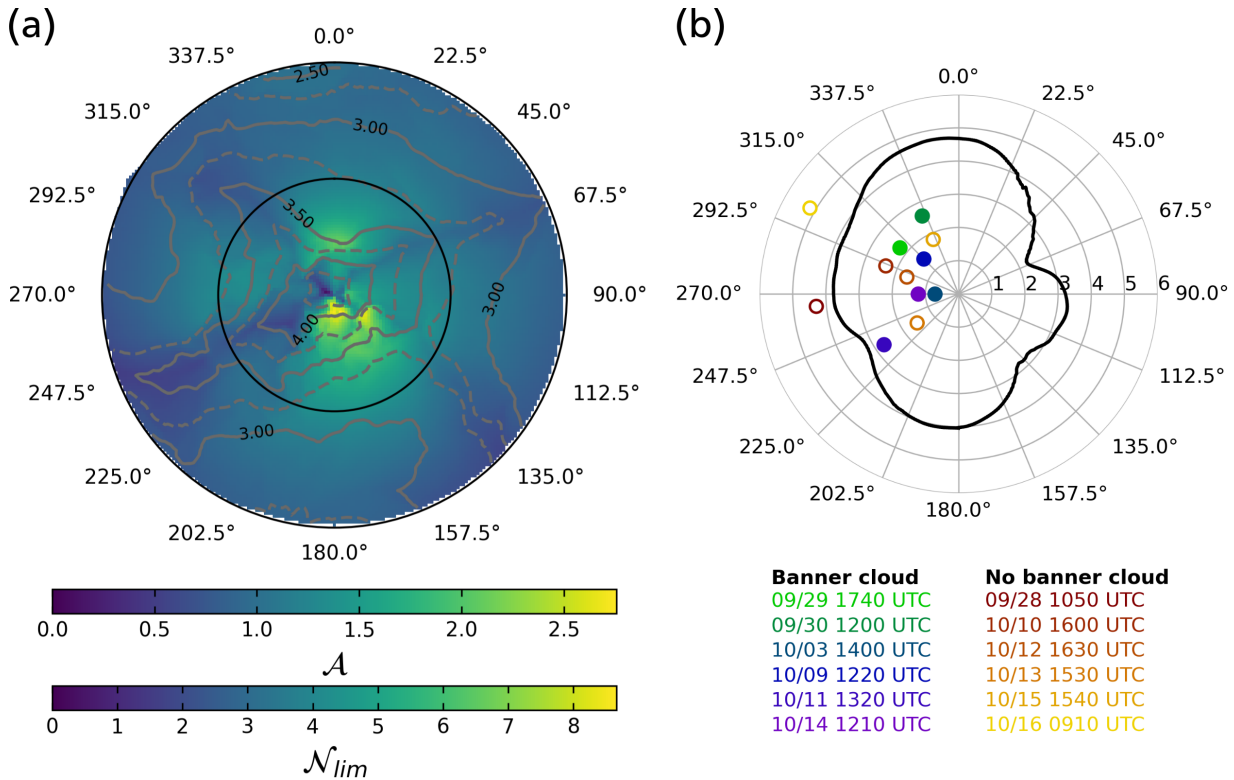 (a)
(b)
0.0°
22.5°
45.0°
67.5°
90.0°
112.5°
135.0°
157.5°
180.0°
202.5°
225.0°
247.5°
270.0°
292.5°
315.0°
337.5°
2.50
3.00
3.50
3.00
4.00
3.00
0.0 0.5 1.0 1.5 2.0 2.5
𝒜
0 1 2 3 4 5 6 7 8
𝒩lim
0.0°
22.5°
45.0°
67.5°
90.0°
112.5°
135.0°
157.5°
180.0°
202.5°
225.0°
247.5°
270.0°
292.5°
315.0°
337.5°
1 2 3 4 5 6
Banner cloud
09/29 1740 UTC
09/30 1200 UTC
10/03 1400 UTC
10/09 1220 UTC
10/11 1320 UTC
10/14 1210 UTC
No banner cloud
09/28 1050 UTC
10/10 1600 UTC
10/12 1630 UTC
10/13 1530 UTC
10/15 1540 UTC
10/16 0910 UTC